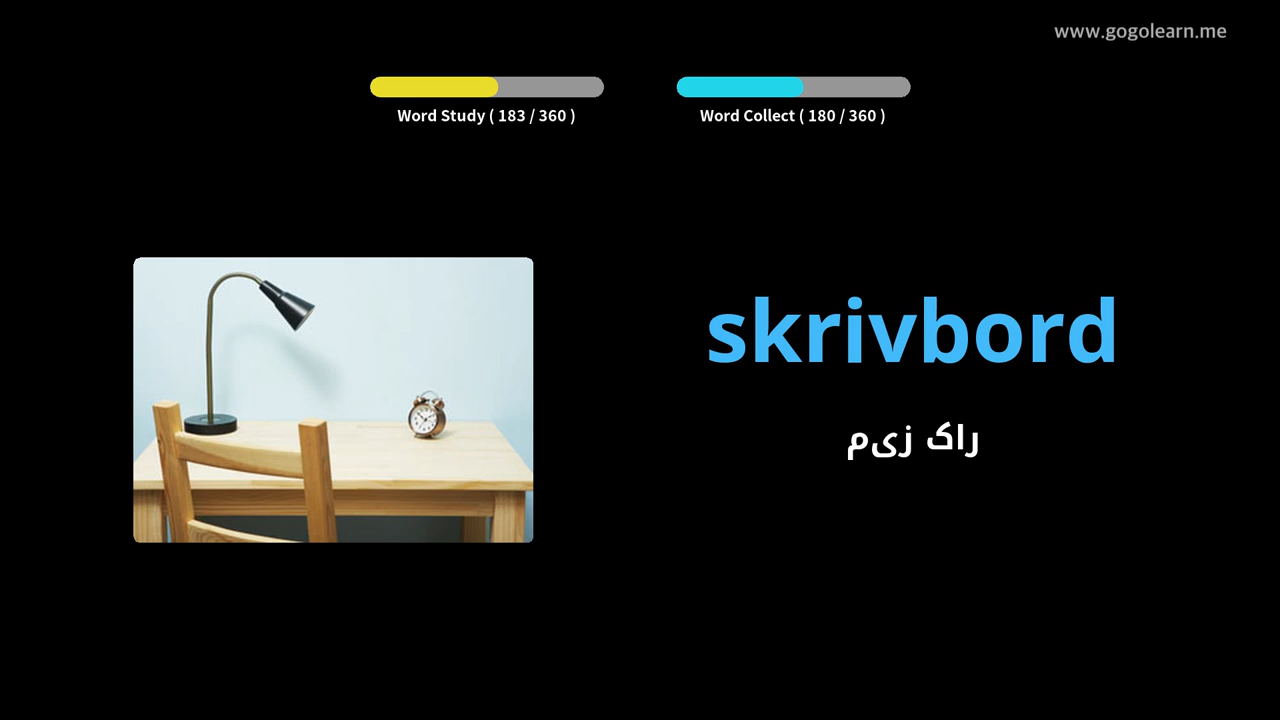 www.gogolearn.me
Word Study ( 183 / 360 )
Word Collect ( 180 / 360 )
skrivbord
راک زیم